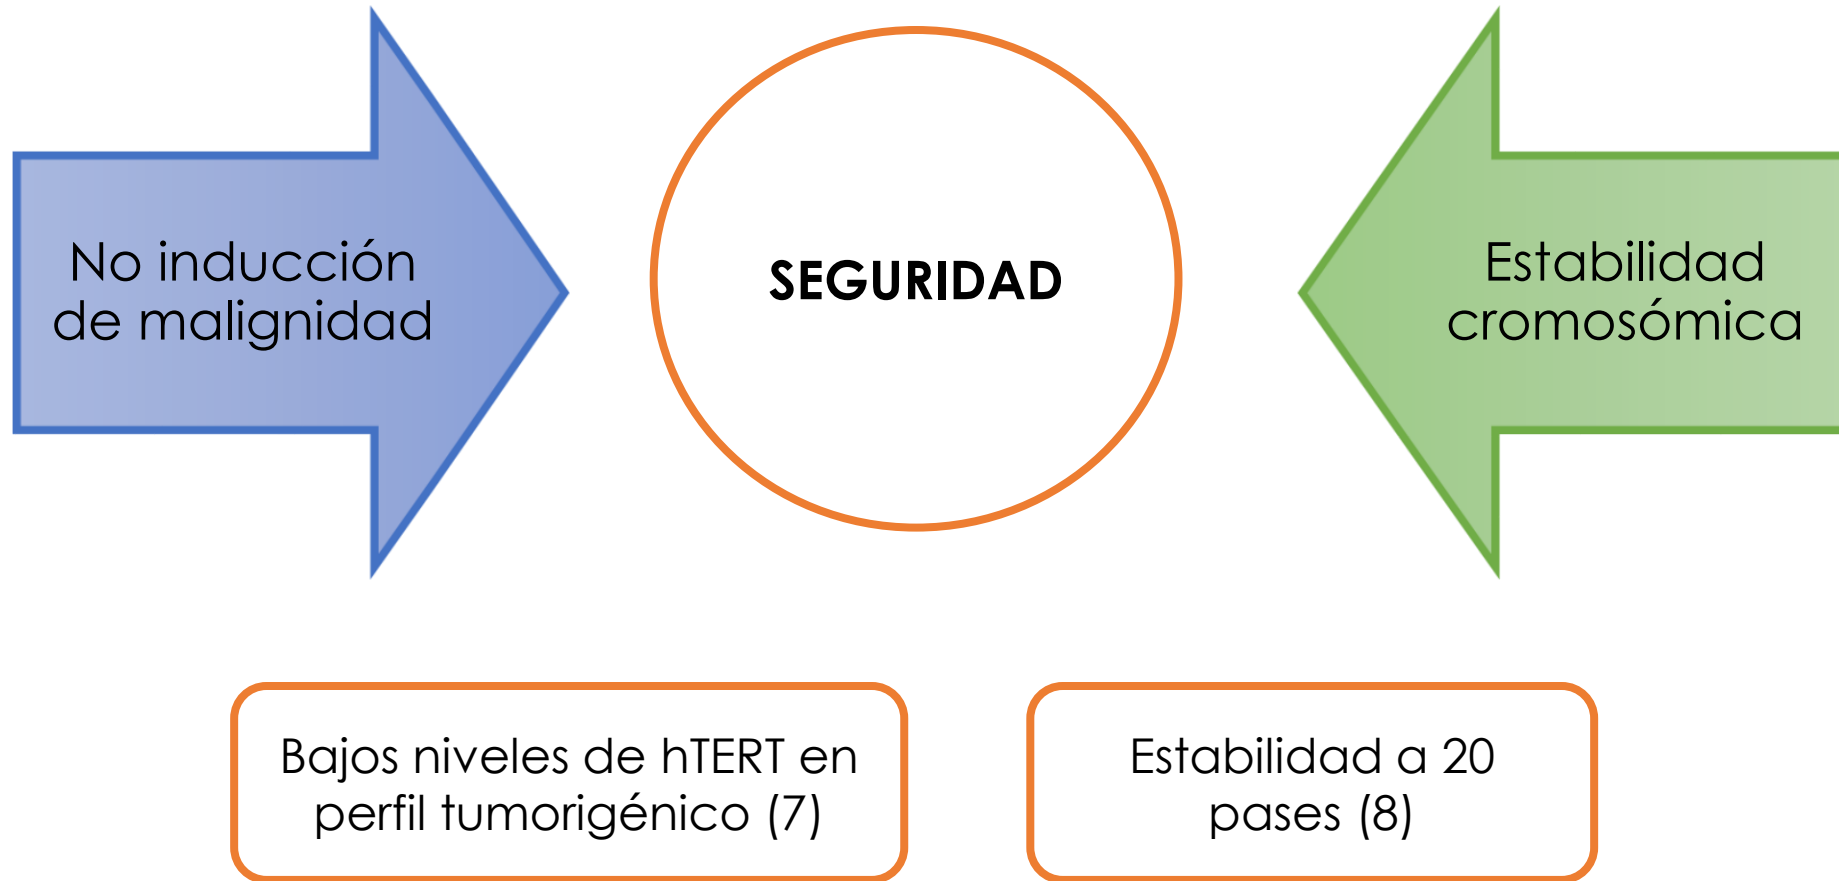 No inducción
de malignidad
SEGURIDAD
Estabilidad
cromosómica
Bajos niveles de hTERT en
perfil tumorigénico (7)
Estabilidad a 20
pases (8)